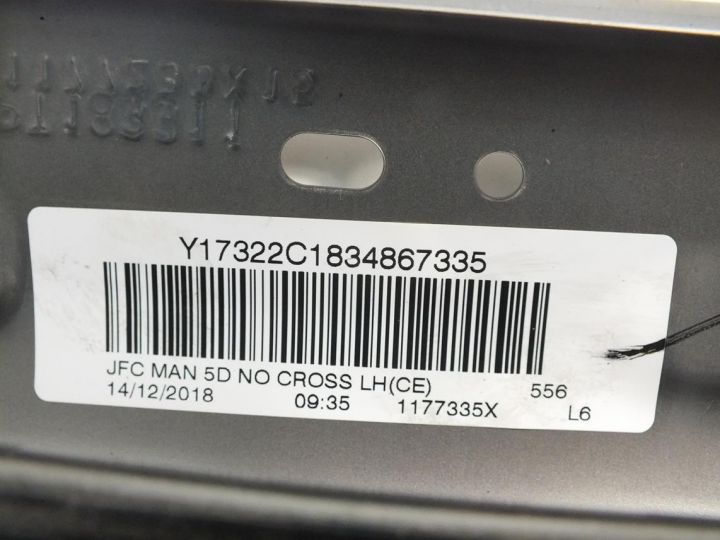 Y17322C1834867335
JFC MAN 5D NO CROSS LH(CE)
556
14/12/2018
09:35
1177335X
L6